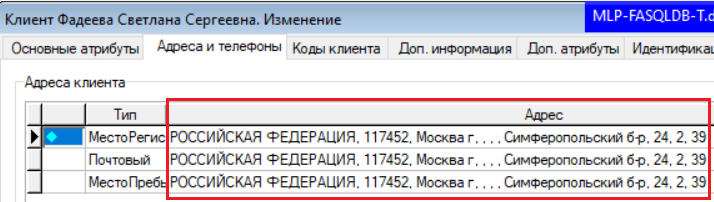 Клиент Фадеева Светлана Сергеевна. Изменение MLP-FASQLDB-T.
Основные атрибуты Адреса и телефоны Коды клиента Доп. информация Доп. атрибуты Идентифика
Адреса клиента
Тип Адрес
МестоРегис РОССИЙСКАЯ ФЕДЕРАЦИЯ, 117452, Москва г, , , , Симферопольский б-р, 24, 2, 39
Почтовый РОССИЙСКАЯ ФЕДЕРАЦИЯ, 117452, Москва г, , , , Симферопольский б-р, 24, 2, 39
МестоПребы РОССИЙСКАЯ ФЕДЕРАЦИЯ, 117452, Москва г, , , , Симферопольский б-р, 24, 2, 39